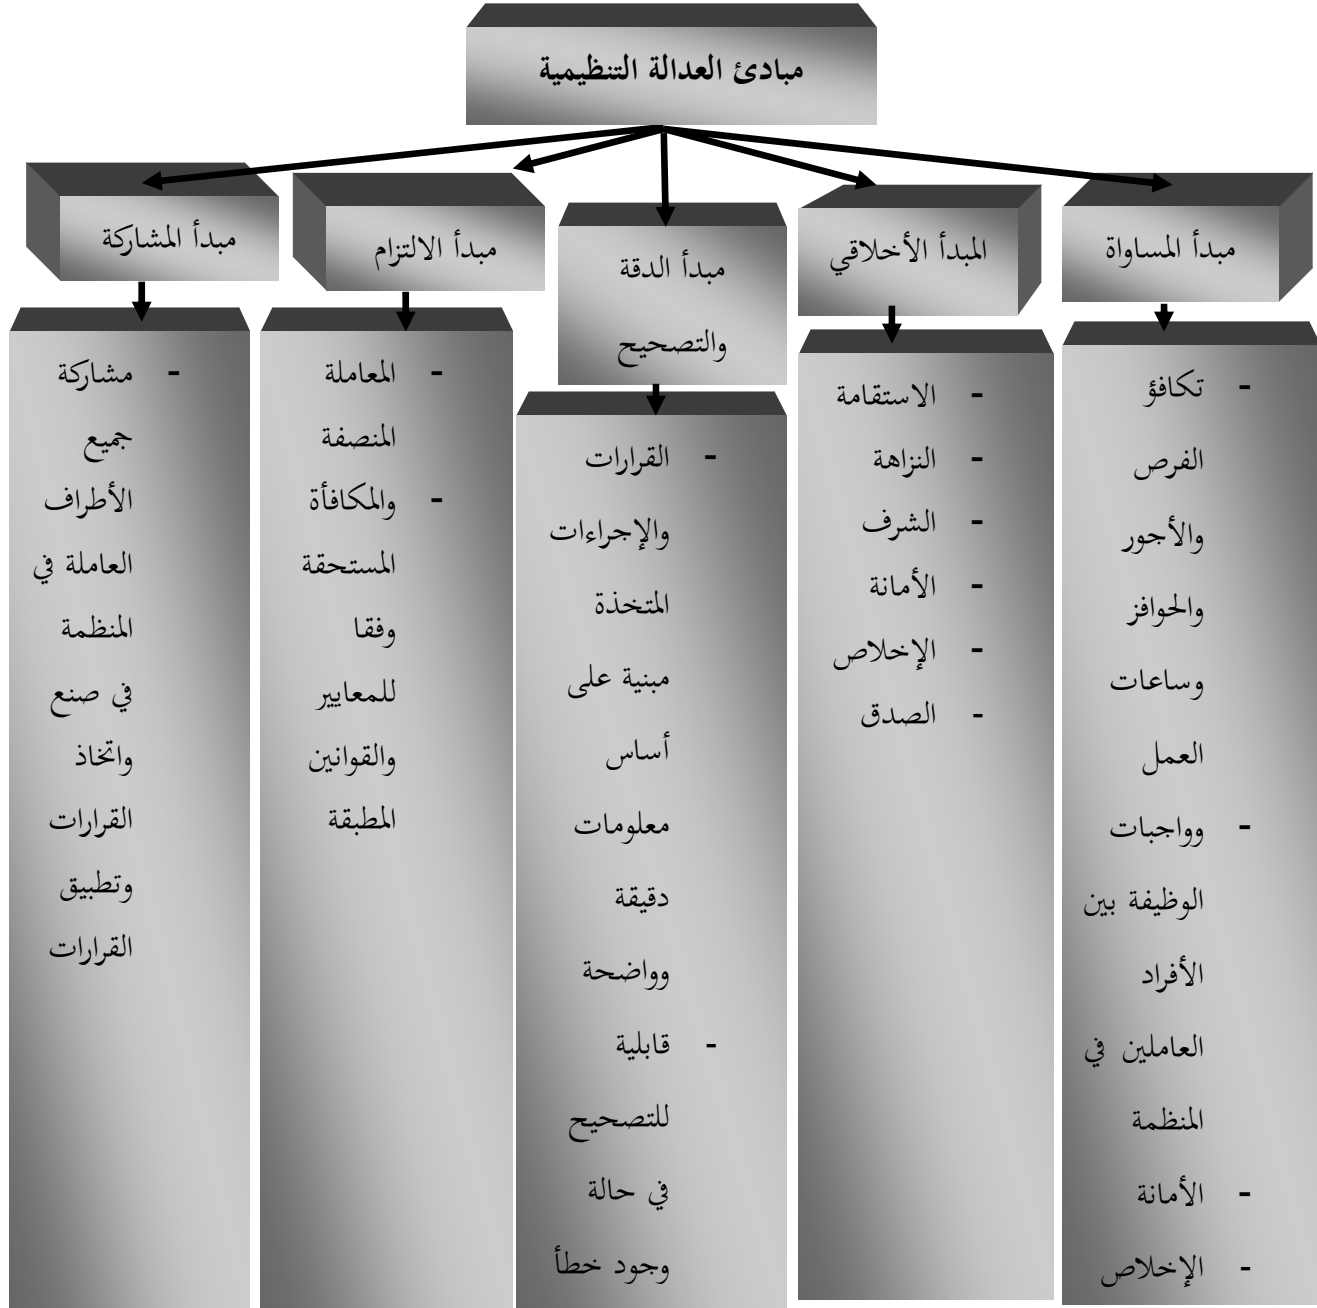 مبادئ العدالة التنظيمية
مبدأ المساواة
- تكافؤ
الفرص
والأجور
والحوافز
وساعات
العمل
- وواجبات
الوظيفة بين
الأفراد
العاملين في
المنظمة
- الأمانة
- الإخلاص
المبدأ الأخلاقي
- الاستقامة
- النزاهة
- الشرف
- الأمانة
- الإخلاص
- الصدق
مبدأ الدقة
والتصحيح
- القرارات
والإجراءات
المتخذة
مبنية على
أساس
معلومات
دقيقة
وواضحة
- قابلية
للتصحيح
في حالة
وجود خطأ
مبدأ الالتزام
- المعاملة
المنصفة
- والمكافأة
المستحقة
وفقا
للمعايير
والقوانين
المطبقة
مبدأ المشاركة
- مشاركة
جميع
الأطراف
العاملة في
المنظمة
في صنع
واتخاذ
القرارات
وتطبيق
القرارات